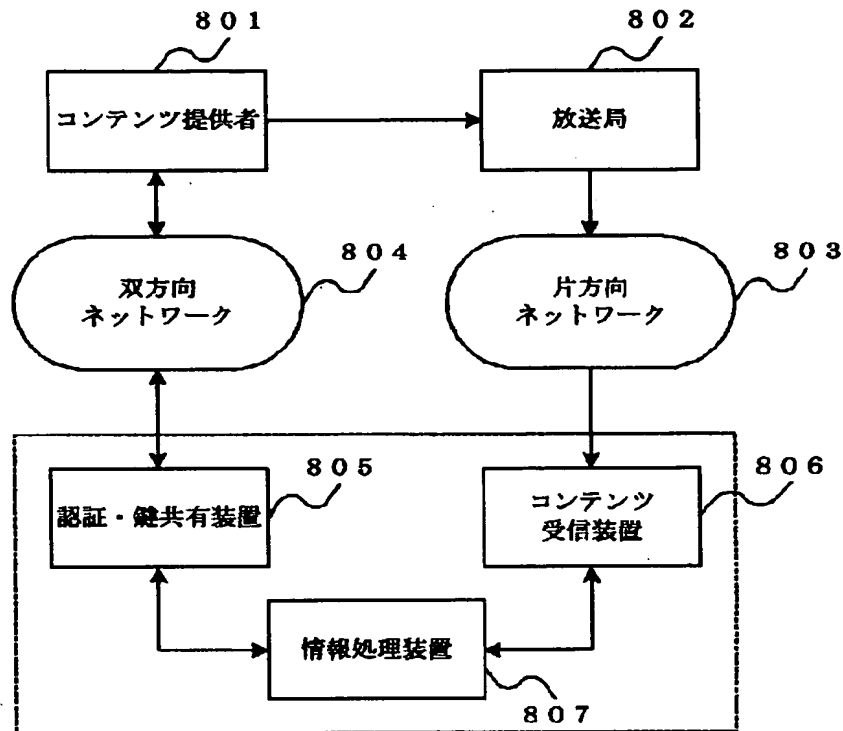 801
802
コンテンツ提供者
放送局
804
803
双方向
ネットワーク
片方向
ネットワーク
805
806
認証・鍵共有装置
コンテンツ
受信装置
情報処理装置
807